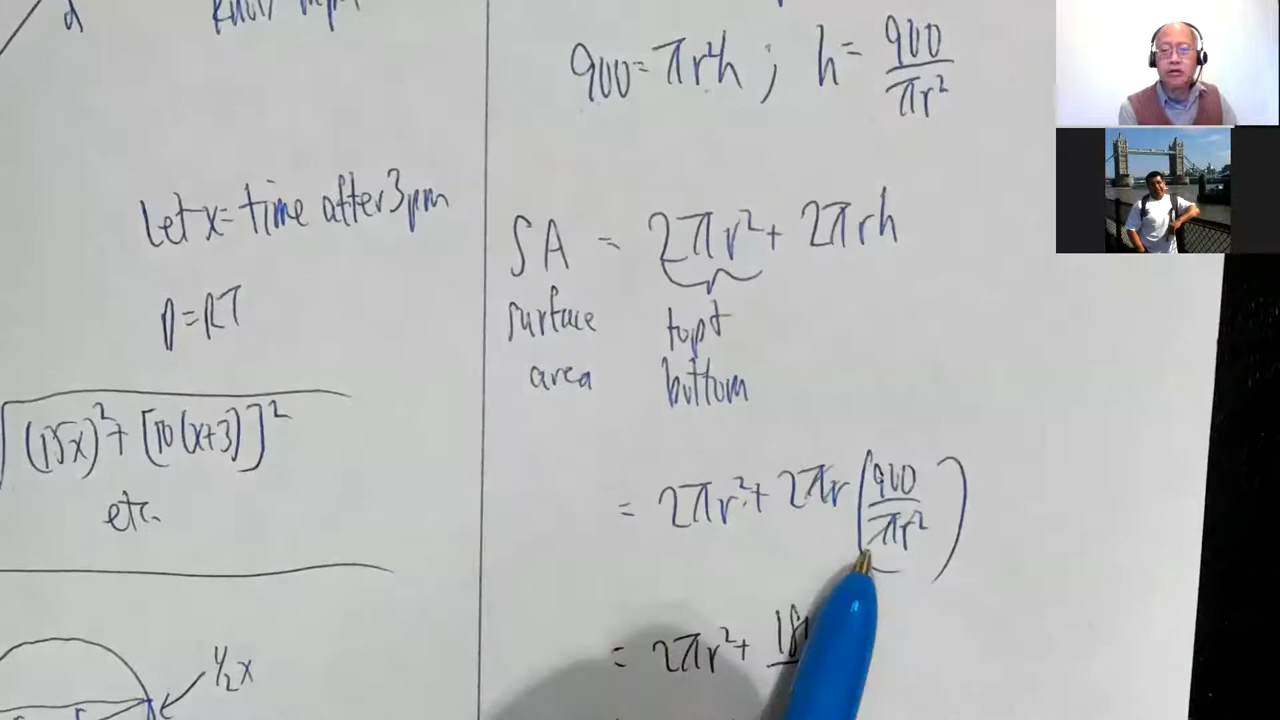 d
900 = πr²h ; h = 900/πr²
let x = time after 3pm
D = RT
√(15x)² + [10(x+3)]²
etc.
½x
r
SA = 2πr² + 2πrh
surface area
top + bottom
= 2πr² + 2πr(900/πr²)
= 2πr² + 18